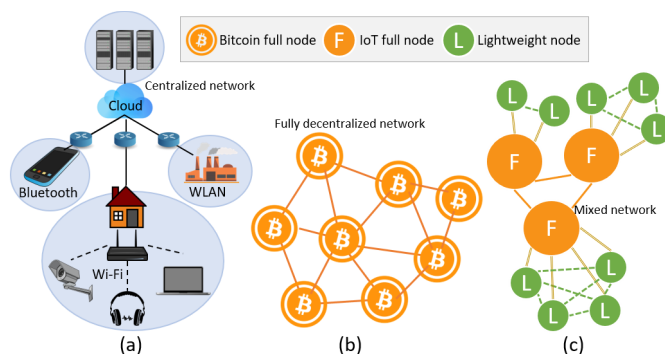 Bitcoin full node
F
IoT full node
L
Lightweight node
Centralized network
Cloud
Bluetooth
WLAN
Wi-Fi
(a)
Fully decentralized network
₿
₿
₿
₿
₿
₿
₿
₿
(b)
L
L
L
L
L
F
F
Mixed network
F
L
L
L
L
(c)